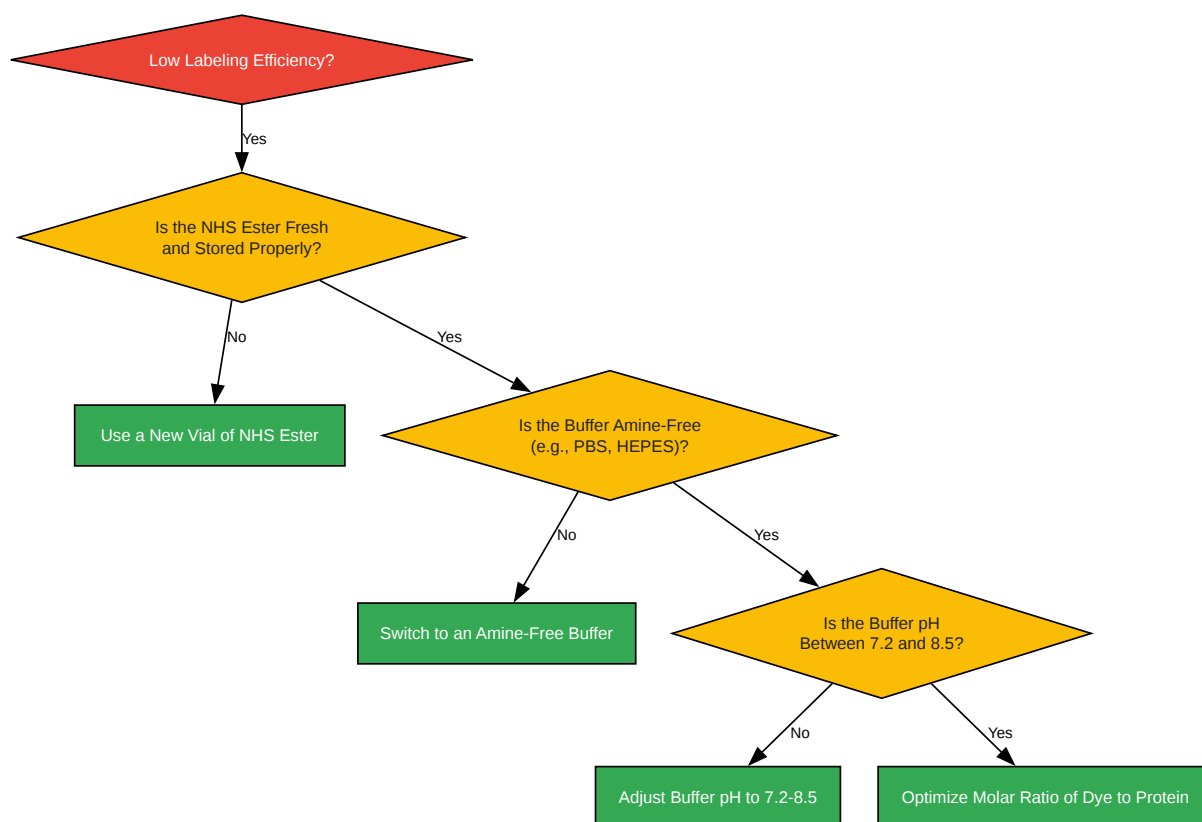 Low Labeling Efficiency?
Yes
Is the NHS Ester Fresh
and Stored Properly?
No
Yes
Use a New Vial of NHS Ester
Is the Buffer Amine-Free
(e.g., PBS, HEPES)?
No
Yes
Switch to an Amine-Free Buffer
Is the Buffer pH
Between 7.2 and 8.5?
No
Yes
Adjust Buffer pH to 7.2-8.5
Optimize Molar Ratio of Dye to Protein